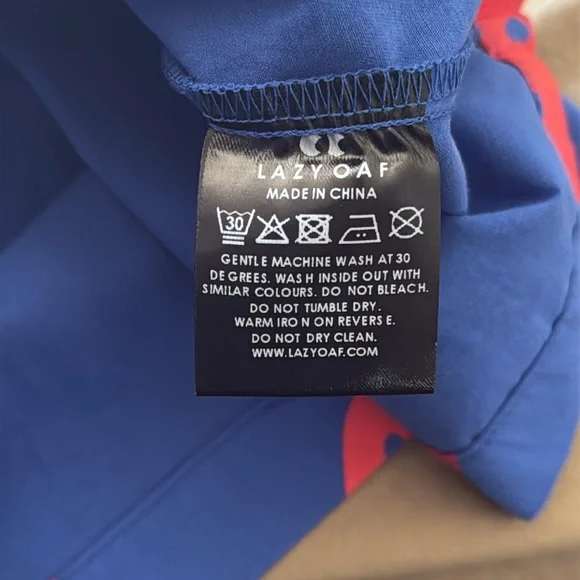 LAZY OAF
MADE IN CHINA
30
GENTLE MACHINE WASH AT 30
DEGREES. WASH INSIDE OUT WITH
SIMILAR COLOURS. DO NOT BLEACH.
DO NOT TUMBLE DRY.
WARM IRON ON REVERSE.
DO NOT DRY CLEAN.
WWW.LAZYOAF.COM